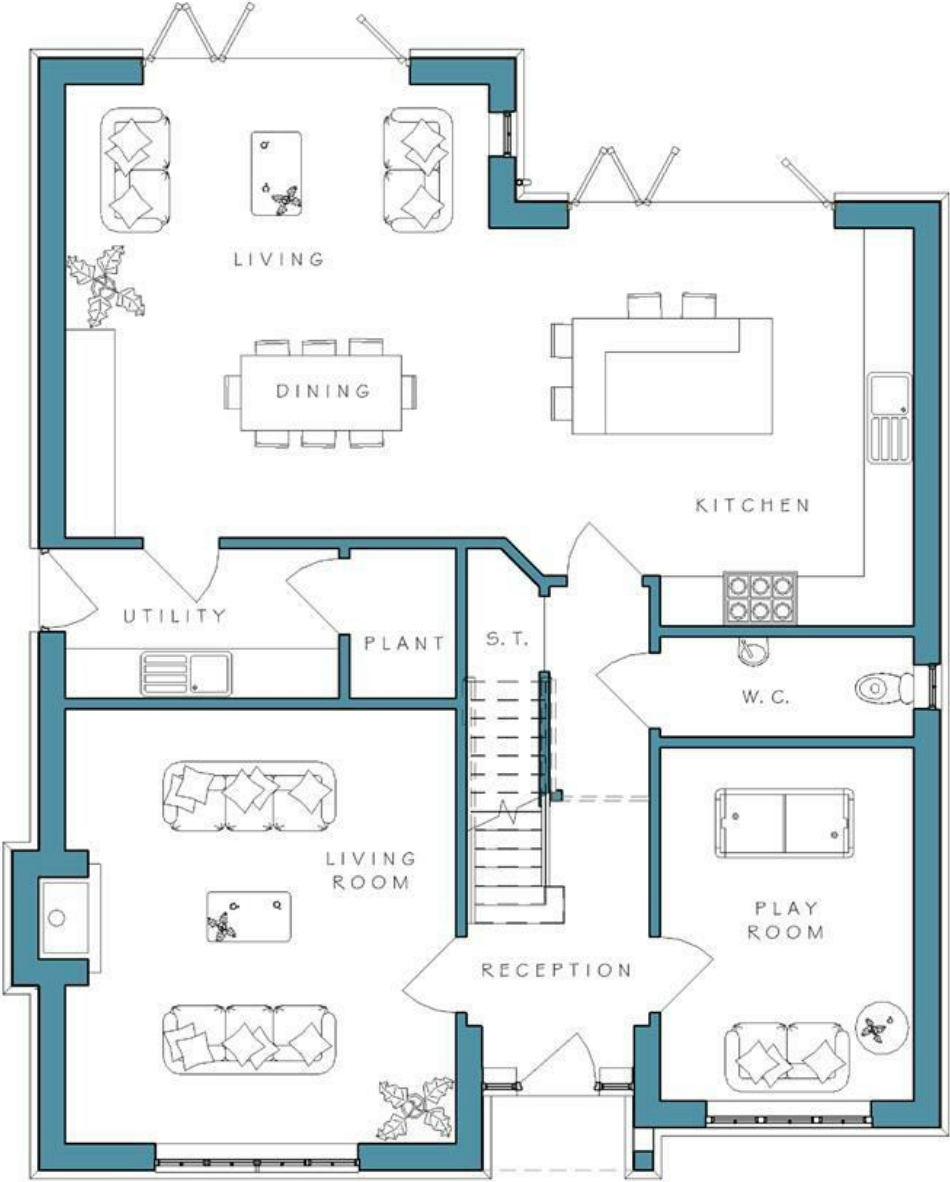 LIVING
DINING
KITCHEN
UTILITY
PLANT
S. T.
W. C.
LIVING
ROOM
PLAY
ROOM
RECEPTION